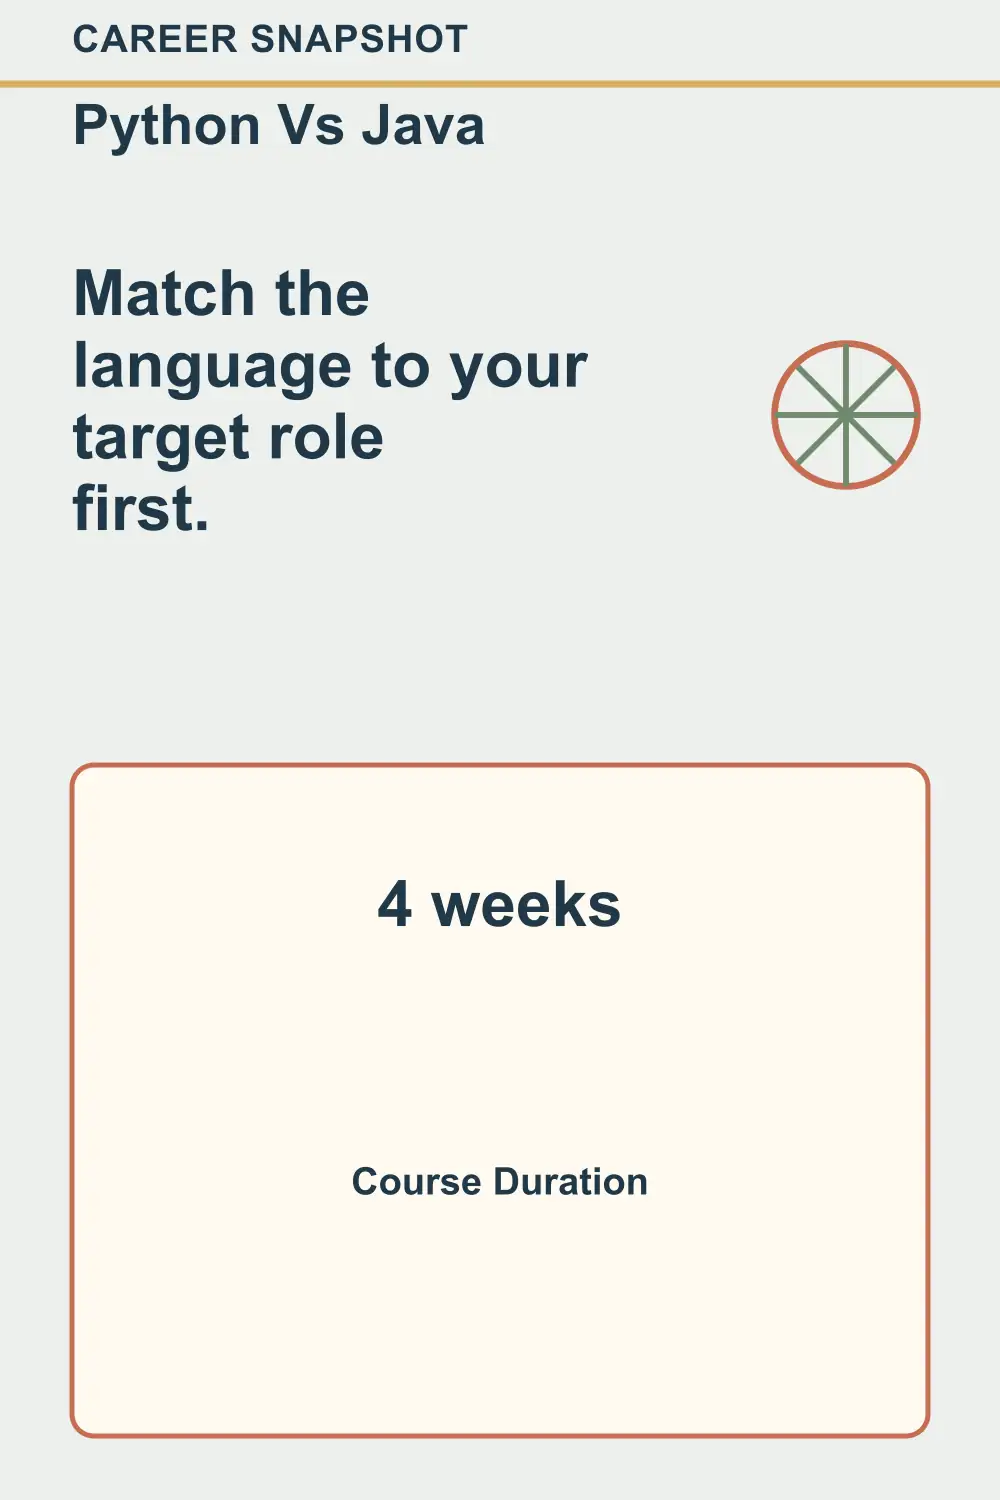 CAREER SNAPSHOT
Python Vs Java
Match the
language to your
target role
first.
4 weeks
Course Duration